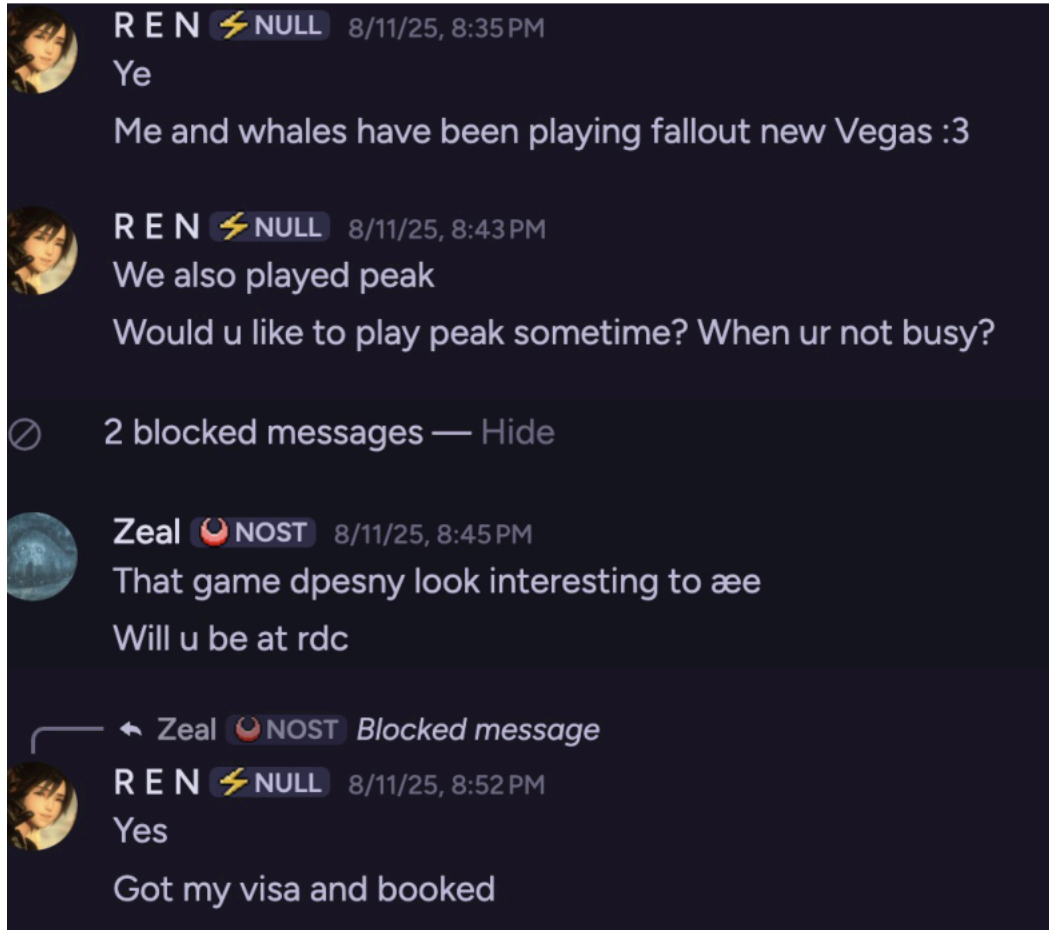 R E N NULL 8/11/25, 8:35 PM
Ye
Me and whales have been playing fallout new Vegas :3
R E N NULL 8/11/25, 8:43 PM
We also played peak
Would u like to play peak sometime? When ur not busy?
2 blocked messages — Hide
Zeal NOST 8/11/25, 8:45 PM
That game dpesny look interesting to æe
Will u be at rdc
Zeal NOST Blocked message
R E N NULL 8/11/25, 8:52 PM
Yes
Got my visa and booked